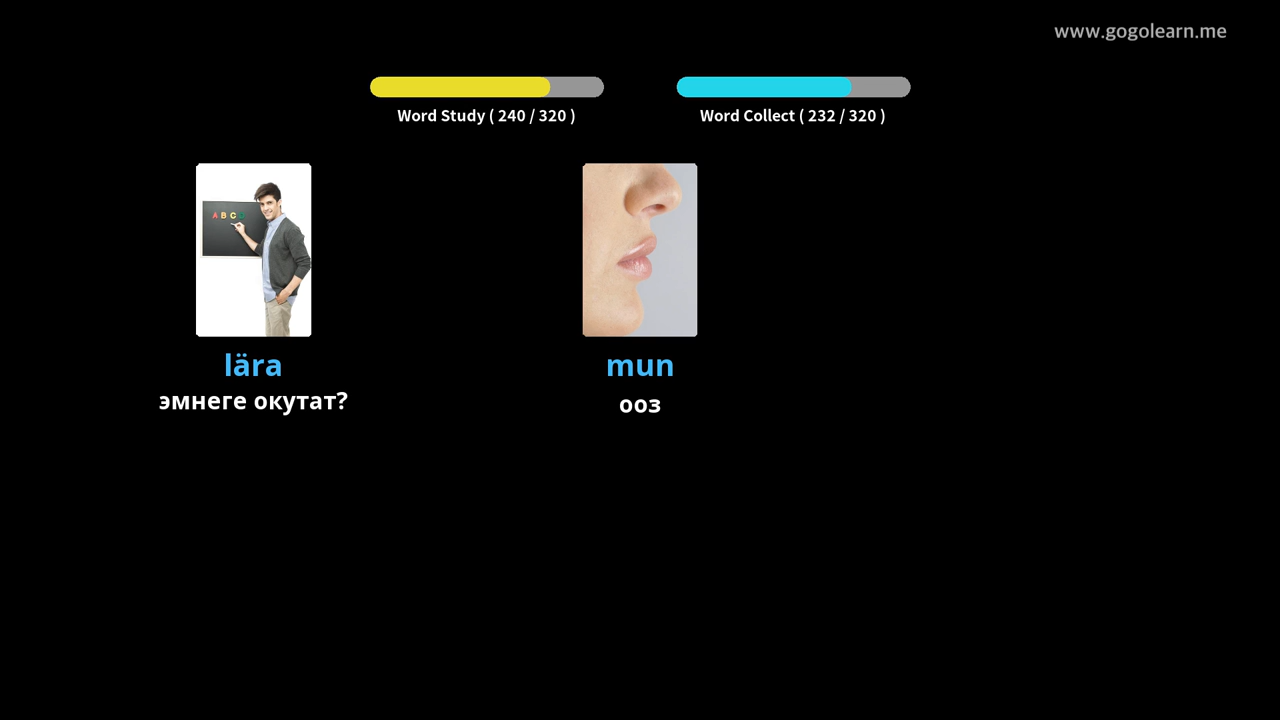 www.gogolearn.me
Word Study ( 240 / 320 )
Word Collect ( 232 / 320 )
A B C D
lära
эмнеге окутат?
mun
ооз